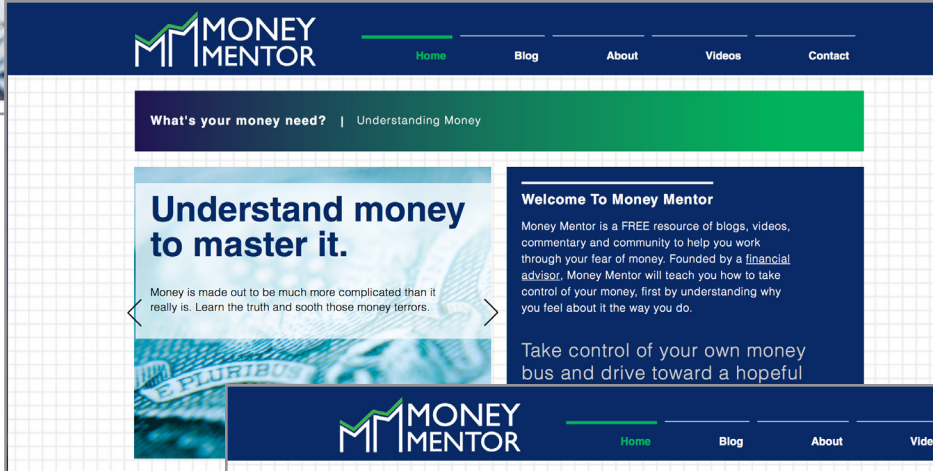 MONEY
MENTOR
Home Blog About Videos Contact
What's your money need? | Understanding Money
Understand money
to master it.
Money is made out to be much more complicated than it
really is. Learn the truth and sooth those money terrors.
E PLURIBUS
Welcome To Money Mentor
Money Mentor is a FREE resource of blogs, videos,
commentary and community to help you work
through your fear of money. Founded by a financial
advisor, Money Mentor will teach you how to take
control of your money, first by understanding why
you feel about it the way you do.
Take control of your own money
bus and drive toward a hopeful
MONEY
MENTOR
Home Blog About Vide